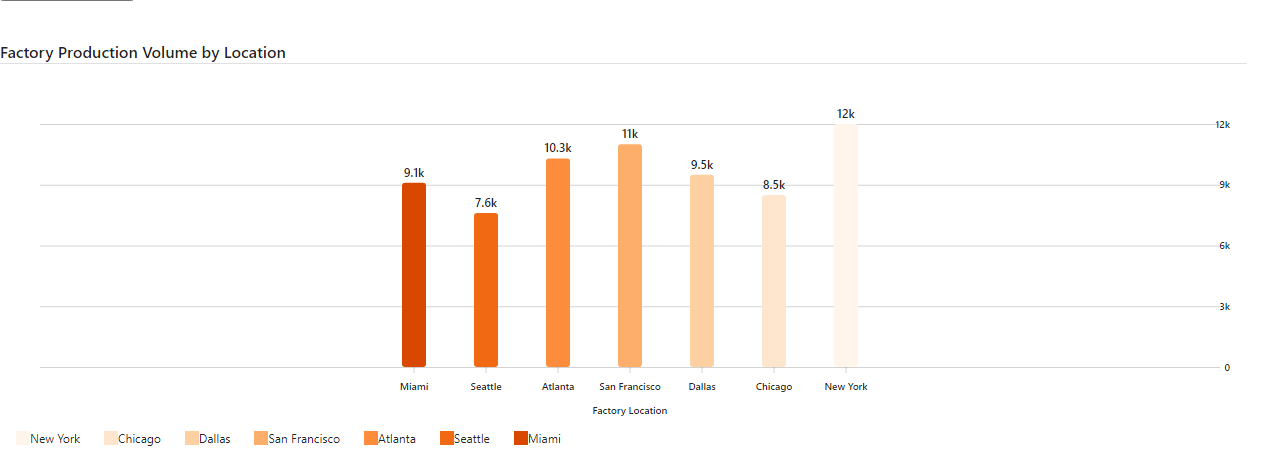 Factory Production Volume by Location
12k
11k
10.3k
9.5k
9.1k
8.5k
7.6k
12k
9k
6k
3k
0
Miami Seattle Atlanta San Francisco Dallas Chicago New York
Factory Location
New York Chicago Dallas San Francisco Atlanta Seattle Miami